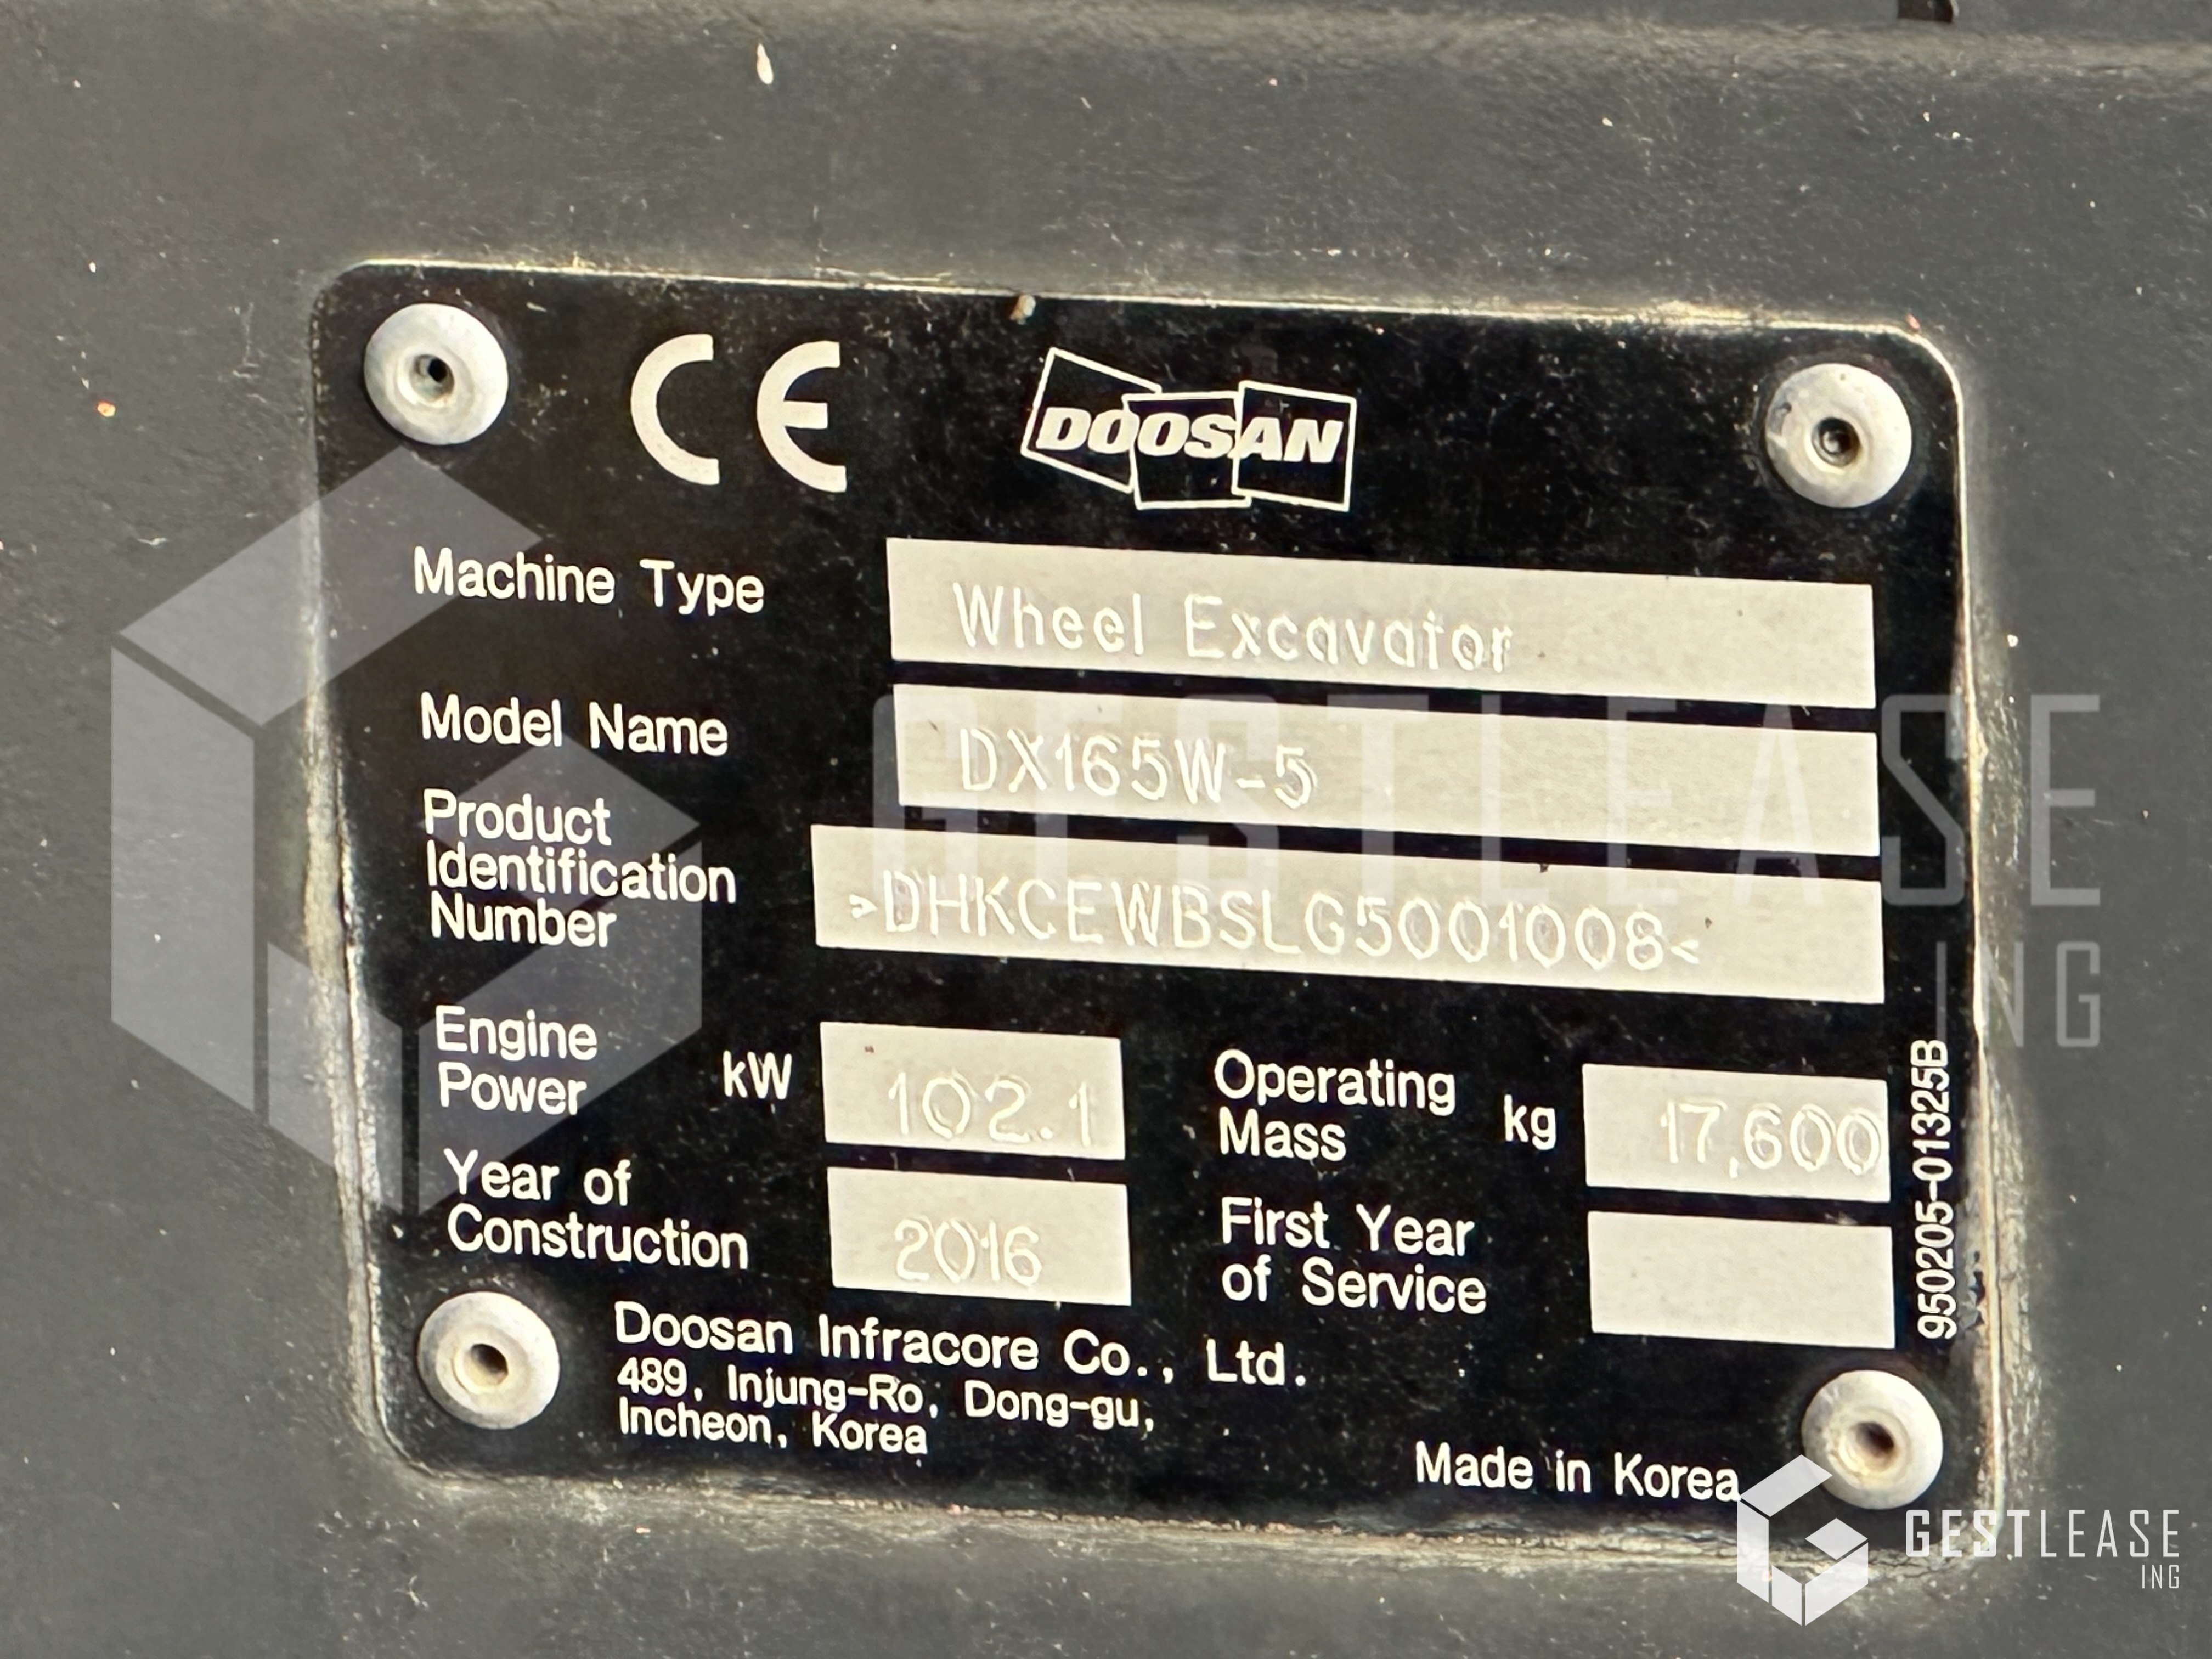 CE DOOSAN
Machine Type Wheel Excavator
Model Name DX165W-5
Product
Identification
Number >DHKCEWBSLG5001008<
Engine
Power kW 102.1
Operating
Mass kg 17,600
Year of
Construction 2016
First Year
of Service
950205-01325B
Doosan Infracore Co., Ltd.
489, Injung-Ro, Dong-gu,
Incheon, Korea
Made in Korea
GESTLEASE
ING
GESTLEASE
ING